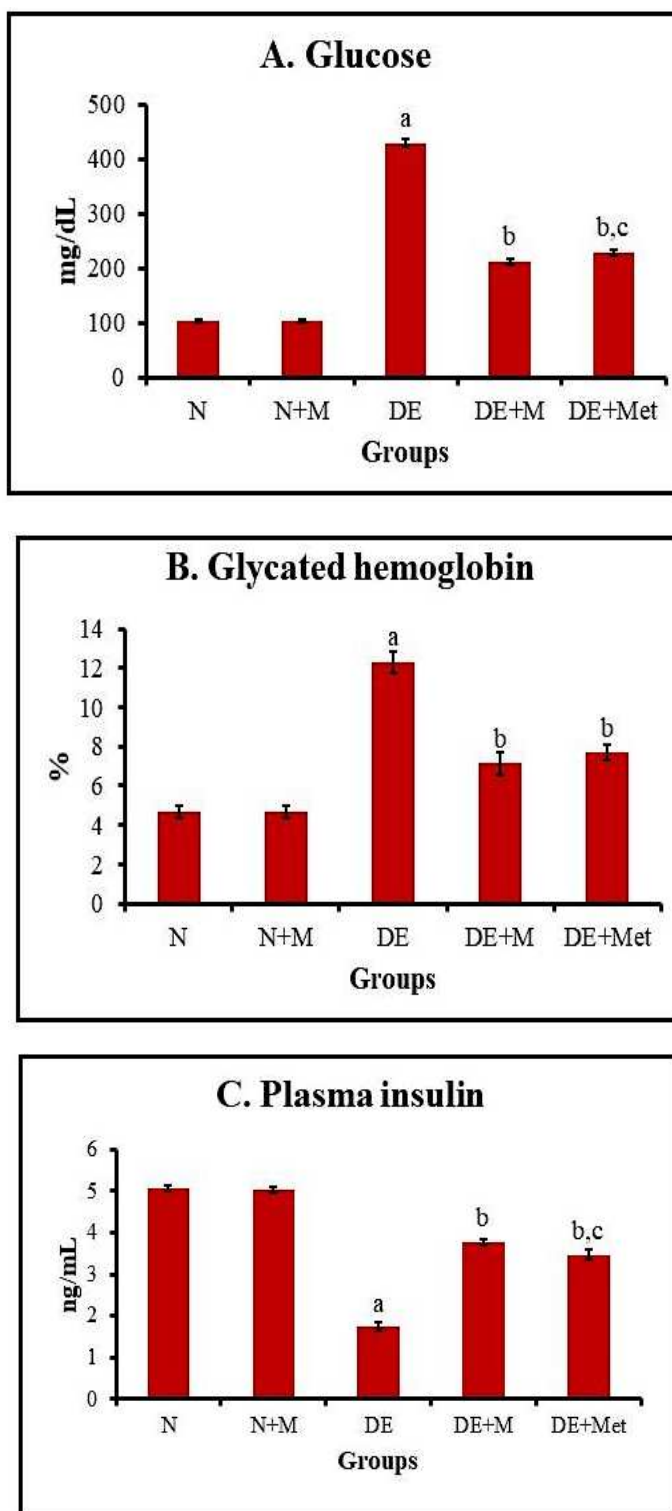 A. Glucose
500
400
300
200
100
0
mg/dL
a
b
b,c
N N+M DE DE+M DE+Met
Groups
B. Glycated hemoglobin
14
12
10
8
6
4
2
0
%
a
b
b
N N+M DE DE+M DE+Met
Groups
C. Plasma insulin
6
5
4
3
2
1
0
ng/mL
a
b
b,c
N N+M DE DE+M DE+Met
Groups